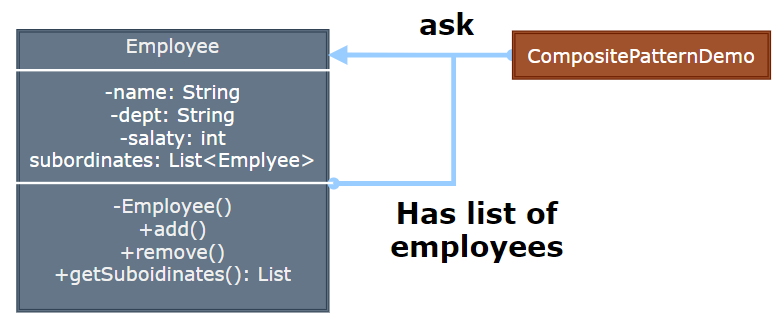 Employee
-name: String
-dept: String
-salaty: int
subordinates: List<Emplyee>
-Employee()
+add()
+remove()
+getSuboidinates(): List
ask
CompositePatternDemo
Has list of
employees